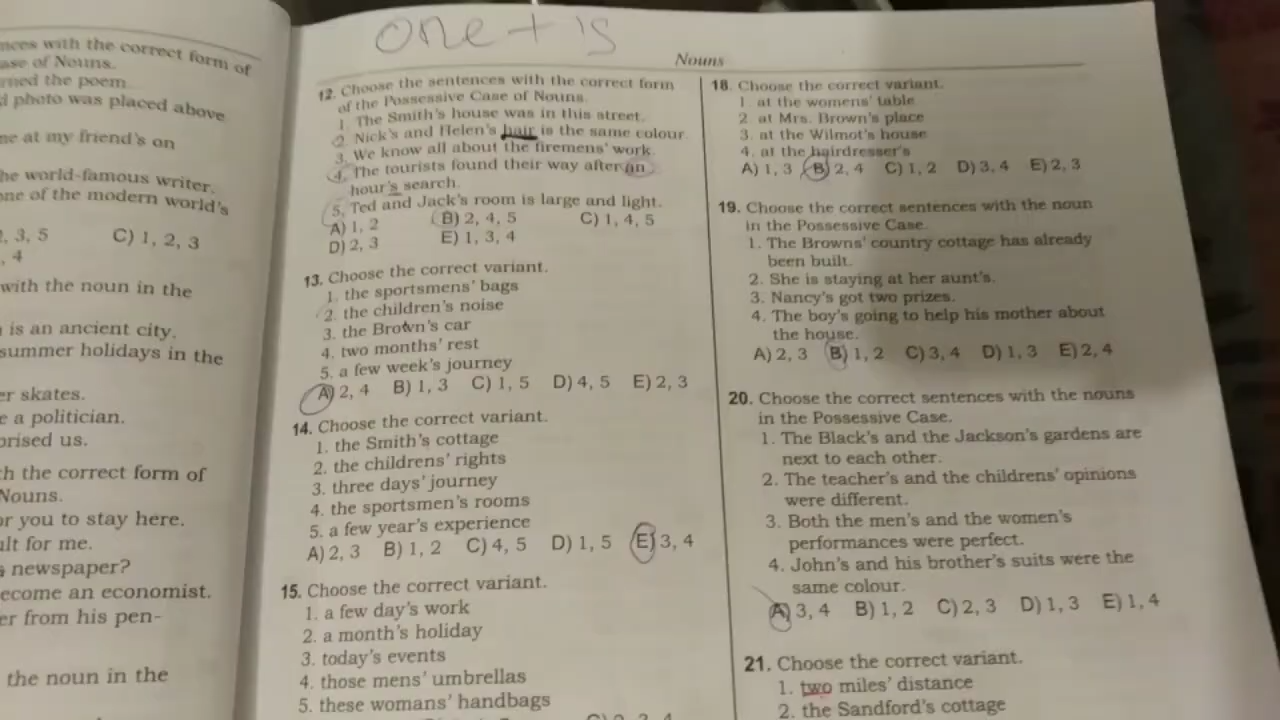 one + is
Nouns
nces with the correct form of
ase of Nouns.
rned the poem.
d photo was placed above
me at my friend's on
he world-famous writer.
one of the modern world's
2, 3, 5 C) 1, 2, 3
, 4
with the noun in the
n is an ancient city.
summer holidays in the
er skates.
e a politician.
prised us.
th the correct form of
Nouns.
or you to stay here.
ult for me.
a newspaper?
ecome an economist.
er from his pen-
the noun in the
12. Choose the sentences with the correct form
of the Possessive Case of Nouns.
1. The Smith's house was in this street.
2. Nick's and Helen's hair is the same colour.
3. We know all about the firemens' work.
4. The tourists found their way after an
hour's search.
5. Ted and Jack's room is large and light.
A) 1, 2 B) 2, 4, 5 C) 1, 4, 5
D) 2, 3 E) 1, 3, 4
13. Choose the correct variant.
1. the sportsmens' bags
2. the children's noise
3. the Brown's car
4. two months' rest
5. a few week's journey
A) 2, 4 B) 1, 3 C) 1, 5 D) 4, 5 E) 2, 3
14. Choose the correct variant.
1. the Smith's cottage
2. the childrens' rights
3. three days' journey
4. the sportsmen's rooms
5. a few year's experience
A) 2, 3 B) 1, 2 C) 4, 5 D) 1, 5 E) 3, 4
15. Choose the correct variant.
1. a few day's work
2. a month's holiday
3. today's events
4. those mens' umbrellas
5. these womans' handbags
18. Choose the correct variant.
1. at the womens' table
2 at Mrs. Brown's place
3. at the Wilmot's house
4. at the hairdresser's
A) 1, 3 B) 2, 4 C) 1, 2 D) 3, 4 E) 2, 3
19. Choose the correct sentences with the noun
in the Possessive Case.
1. The Browns' country cottage has already
been built.
2. She is staying at her aunt's.
3. Nancy's got two prizes.
4. The boy's going to help his mother about
the house.
A) 2, 3 B) 1, 2 C) 3, 4 D) 1, 3 E) 2, 4
20. Choose the correct sentences with the nouns
in the Possessive Case.
1. The Black's and the Jackson's gardens are
next to each other.
2. The teacher's and the childrens' opinions
were different.
3. Both the men's and the women's
performances were perfect.
4. John's and his brother's suits were the
same colour.
A) 3, 4 B) 1, 2 C) 2, 3 D) 1, 3 E) 1, 4
21. Choose the correct variant.
1. two miles' distance
2. the Sandford's cottage